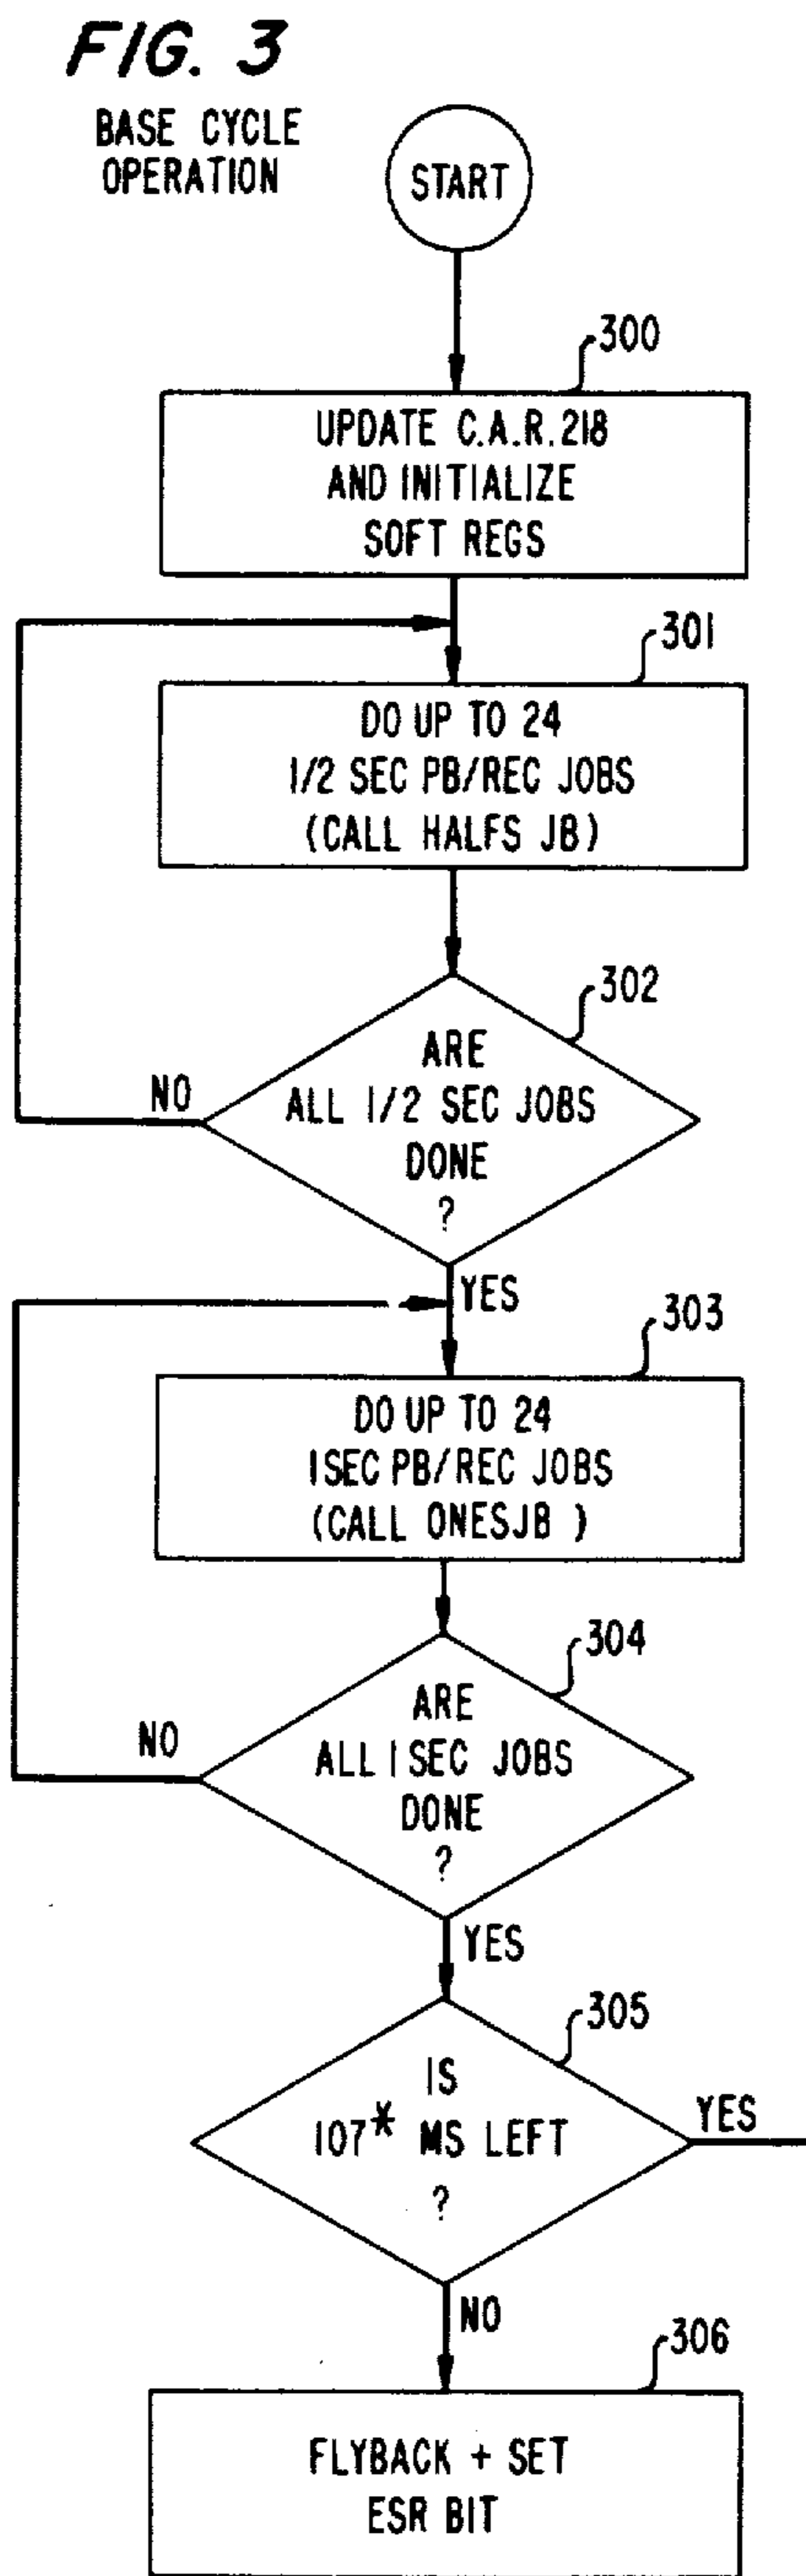 FIG. 3
BASE CYCLE
OPERATION
START
300
UPDATE C.A.R.218
AND INITIALIZE
SOFT REGS
301
DO UP TO 24
1/2 SEC PB/REC JOBS
(CALL HALFS JB)
302
ARE
ALL 1/2 SEC JOBS
DONE
?
NO
YES
303
DO UP TO 24
1SEC PB/REC JOBS
(CALL ONESJB )
304
ARE
ALL 1 SEC JOBS
DONE
?
NO
YES
305
IS
107* MS LEFT
?
YES
NO
306
FLYBACK + SET
ESR BIT